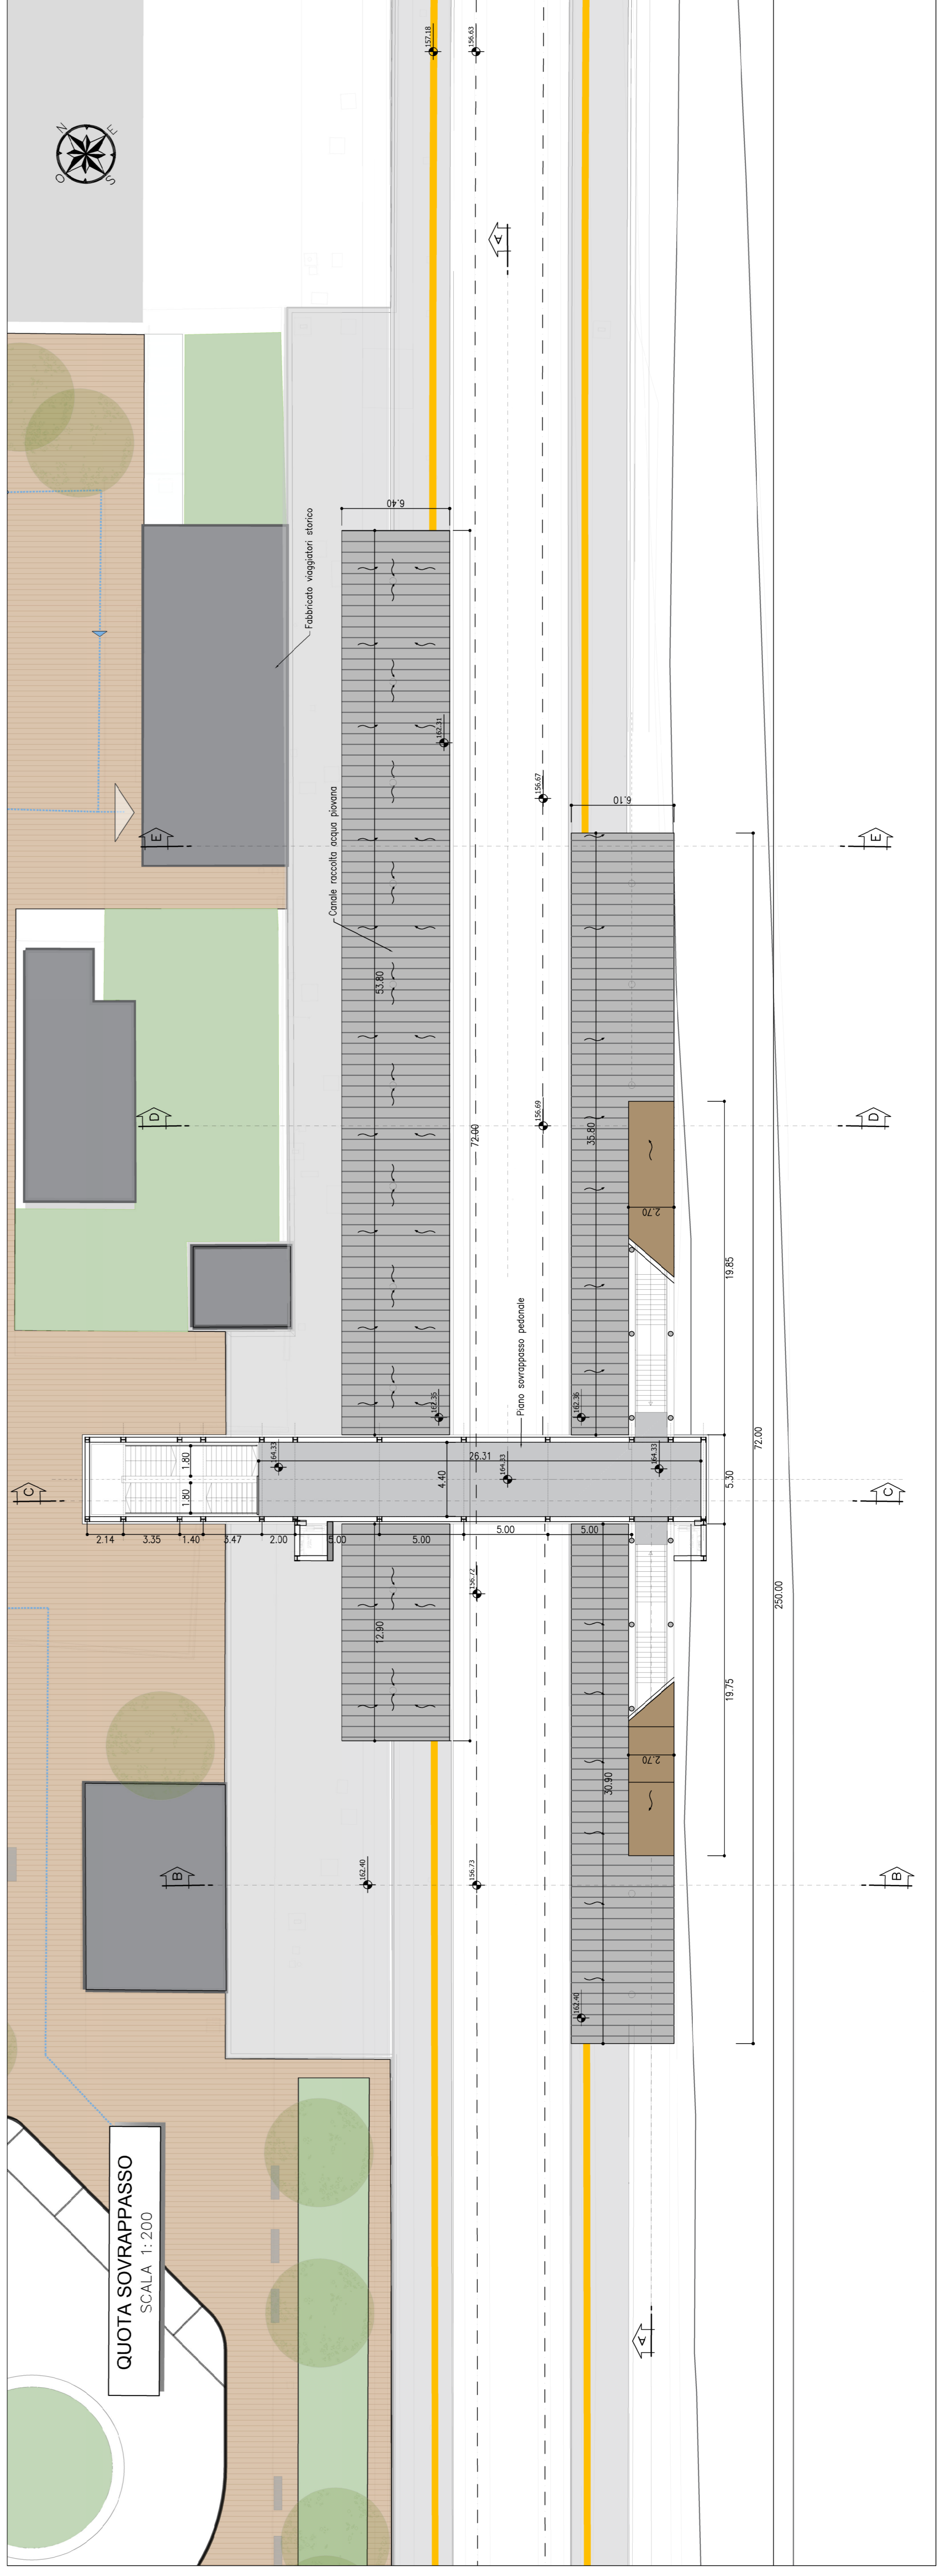 157.18
156.63
N
E
S
O
A
6.40
Fabbricato viaggiatori storico
162.31
Canale raccolta acqua piovana
156.67
6.10
E
E
53.80
D
72.00
156.69
35.80
D
2.70
19.85
Piano sovrappasso pedonale
162.35
162.36
72.00
164.33
26.31
164.33
164.33
1.80
1.80
4.40
5.30
C
C
2.14
3.35
1.40
3.47
2.00
5.00
5.00
5.00
5.00
156.72
250.00
12.90
19.75
2.70
30.90
B
162.40
156.73
B
162.40
QUOTA SOVRAPPASSO
SCALA 1:200
A